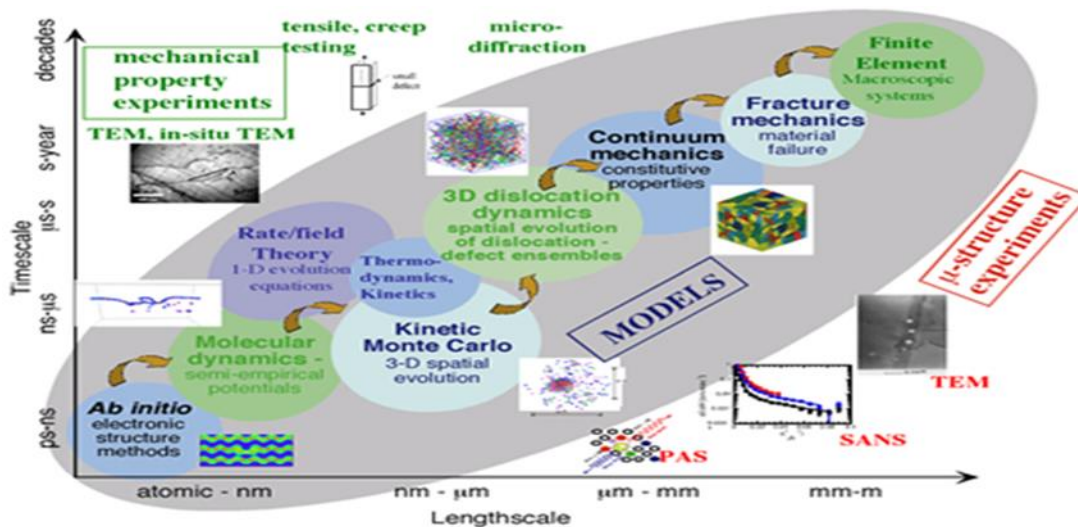 tensile, creep
testing
micro-
diffraction
mechanical
property
experiments
small
defect
TEM, in-situ TEM
Finite
Element
Macroscopic
systems
Fracture
mechanics
material
failure
Continuum
mechanics
constitutive
properties
3D dislocation
dynamics
spatial evolution
of dislocation -
defect ensembles
Rate/field
Theory
1-D evolution
equations
Thermo-
dynamics,
Kinetics
Kinetic
Monte Carlo
3-D spatial
evolution
Molecular
dynamics -
semi-empirical
potentials
Ab initio
electronic
structure
methods
MODELS
μ-structure
experiments
TEM
SANS
PAS
Timescale
decades
s-year
μs-s
ns-μs
ps-ns
atomic - nm
nm - μm
μm - mm
mm-m
Lengthscale